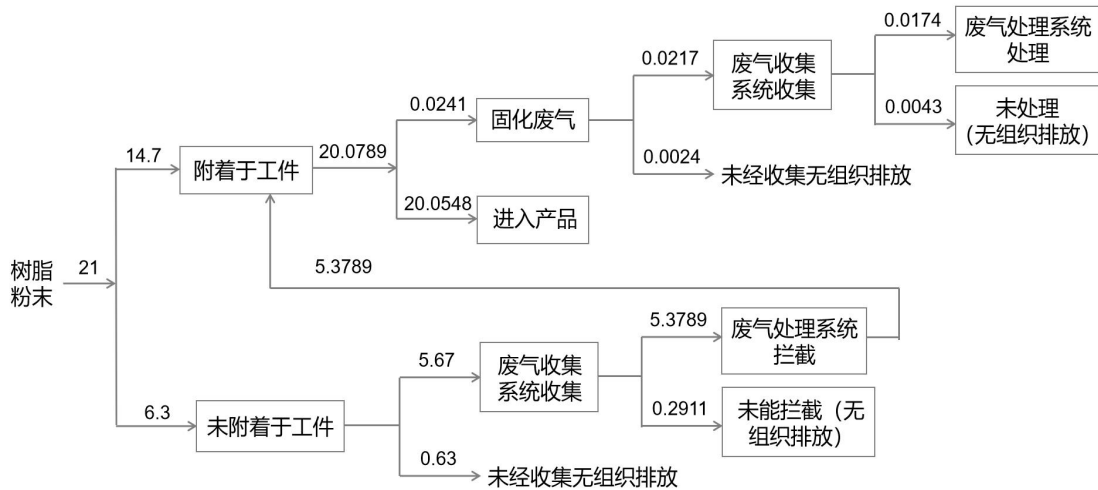 0.0174
废气处理系统
处理
0.0217
废气收集
系统收集
0.0043
未处理
（无组织排放）
0.0241
固化废气
0.0024
未经收集无组织排放
14.7
附着于工件
20.0789
20.0548
进入产品
5.3789
树脂
粉末
21
5.3789
废气处理系统
拦截
5.67
废气收集
系统收集
0.2911
未能拦截（无
组织排放）
6.3
未附着于工件
0.63
未经收集无组织排放